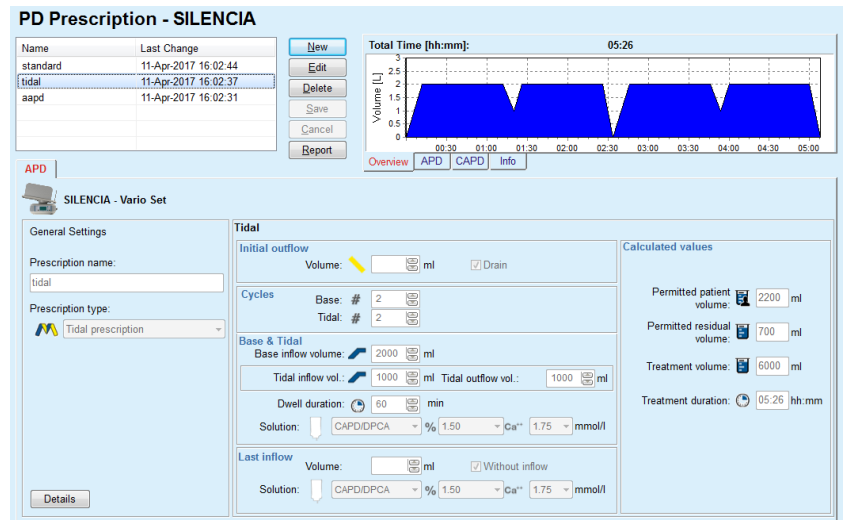 PD Prescription - SILENCIA
Name Last Change
standard 11-Apr-2017 16:02:44
tidal 11-Apr-2017 16:02:37
aapd 11-Apr-2017 16:02:31
New
Edit
Delete
Save
Cancel
Report
Total Time [hh:mm]: 05:26
Volume [L]
3
2.5
2
1.5
1
0.5
0
00:30 01:00 01:30 02:00 02:30 03:00 03:30 04:00 04:30 05:00
Overview APD CAPD Info
APD
SILENCIA - Vario Set
General Settings
Prescription name:
tidal
Prescription type:
Tidal prescription
Details
Tidal
Initial outflow
Volume: ml Drain
Cycles
Base: # 2
Tidal: # 2
Base & Tidal
Base inflow volume: 2000 ml
Tidal inflow vol.: 1000 ml Tidal outflow vol.: 1000 ml
Dwell duration: 60 min
Solution: CAPD/DPCA % 1.50 Ca++ 1.75 mmol/l
Last inflow
Volume: ml Without inflow
Solution: CAPD/DPCA % 1.50 Ca++ 1.75 mmol/l
Calculated values
Permitted patient
volume: 2200 ml
Permitted residual
volume: 700 ml
Treatment volume: 6000 ml
Treatment duration: 05:26 hh:mm